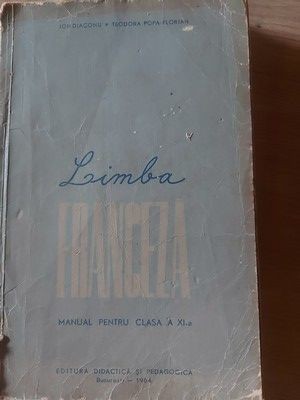 ION DIACONU • TEODORA POPA-FLORIAN
Limba
FRANCEZĂ
MANUAL PENTRU CLASA A XI-a
EDITURA DIDACTICĂ ȘI PEDAGOGICĂ
București — 1964